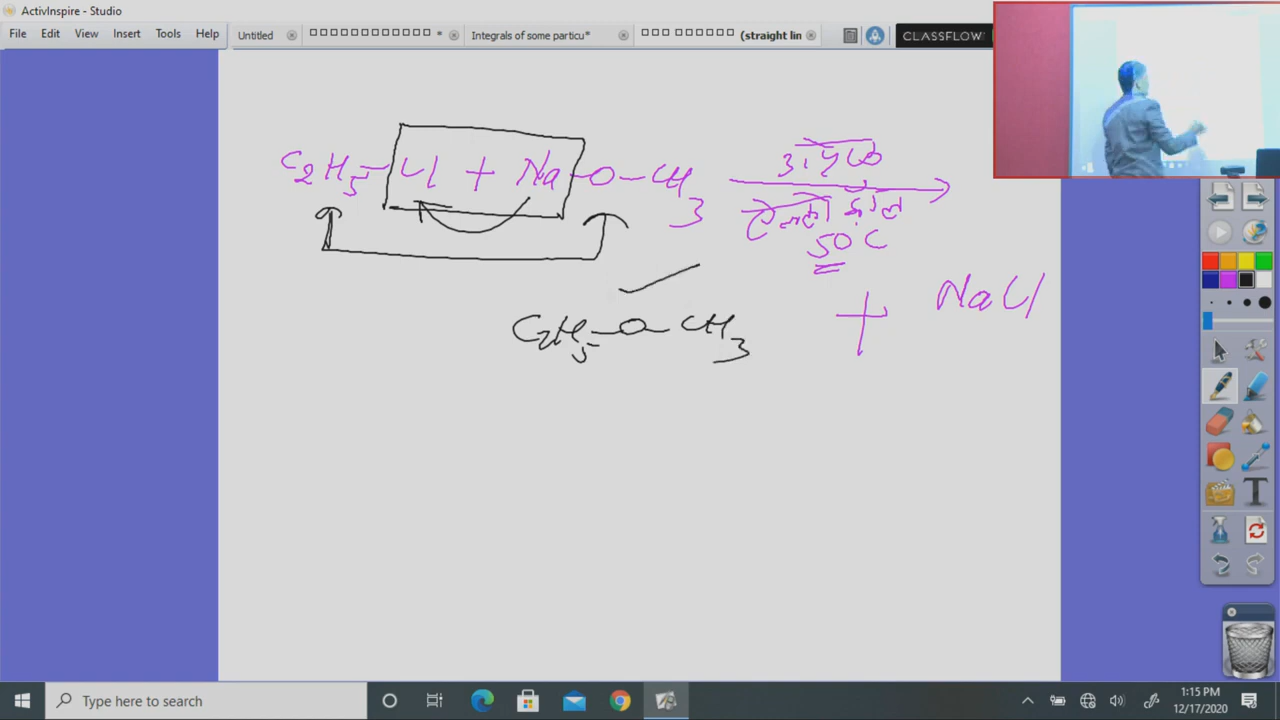 ActivInspire - Studio
File Edit View Insert Tools Help
Untitled
Integrals of some particu*
(straight lin
CLASSFLOW
C2H5-Cl + Na-O-CH3
50 C
+ NaCl
C2H5-O-CH3
Type here to search
1:15 PM
12/17/2020